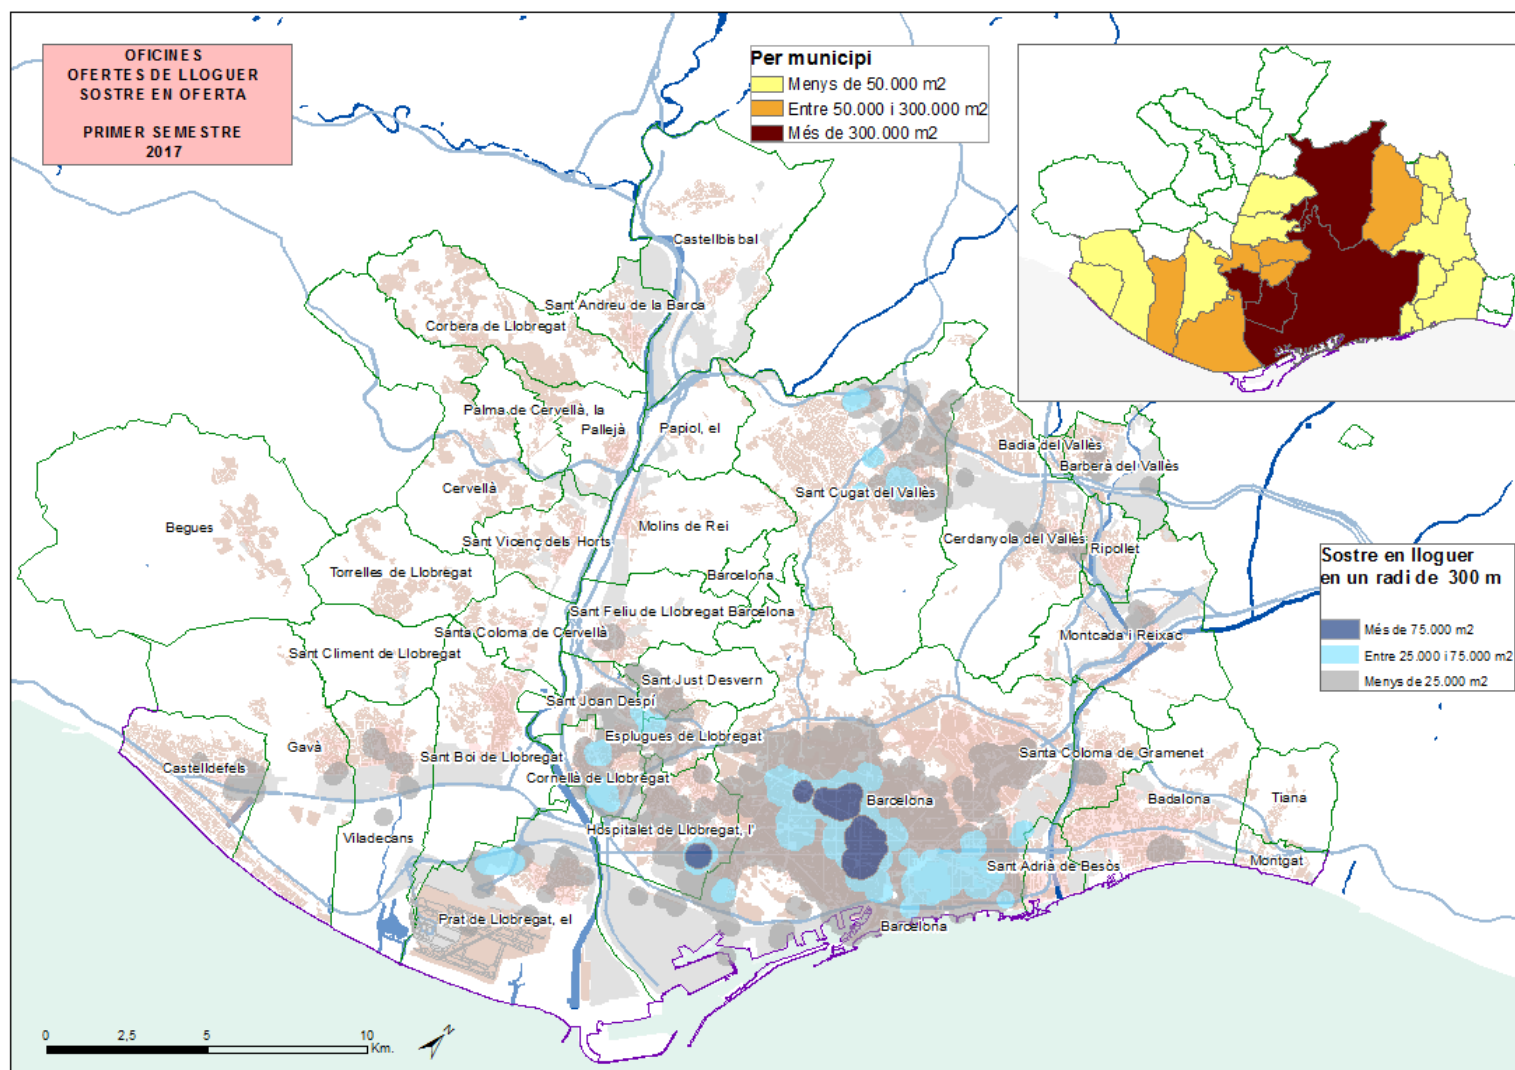 OFICINES
OFERTES DE LLOGUER
SOSTRE EN OFERTA
PRIMER SEMESTRE
2017
Per municipi
Menys de 50.000 m2
Entre 50.000 i 300.000 m2
Més de 300.000 m2
Castellbisbal
Sant Andreu de la Barca
Corbera de Llobregat
Palma de Cervellà, la
Pallejà
Papiol, el
Badia del Vallès
Barberà del Vallès
Cervellà
Sant Cugat del Vallès
Begues
Molins de Rei
Sant Vicenç dels Horts
Cerdanyola del Vallès
Ripollet
Torrelles de Llobregat
Barcelona
Sant Feliu de Llobregat
Barcelona
Santa Coloma de Cervellà
Montcada i Reixac
Sant Climent de Llobregat
Sant Just Desvern
Sant Joan Despí
Gavà
Esplugues de Llobregat
Sant Boi de Llobregat
Santa Coloma de Gramenet
Castelldefels
Cornellà de Llobregat
Barcelona
Badalona
Tiana
Viladecans
Hospitalet de Llobregat, l'
Sant Adrià de Besòs
Montgat
Prat de Llobregat, el
Barcelona
Sostre en lloguer
en un radi de 300 m
Més de 75.000 m2
Entre 25.000 i 75.000 m2
Menys de 25.000 m2
0 2,5 5 10
Km.
N